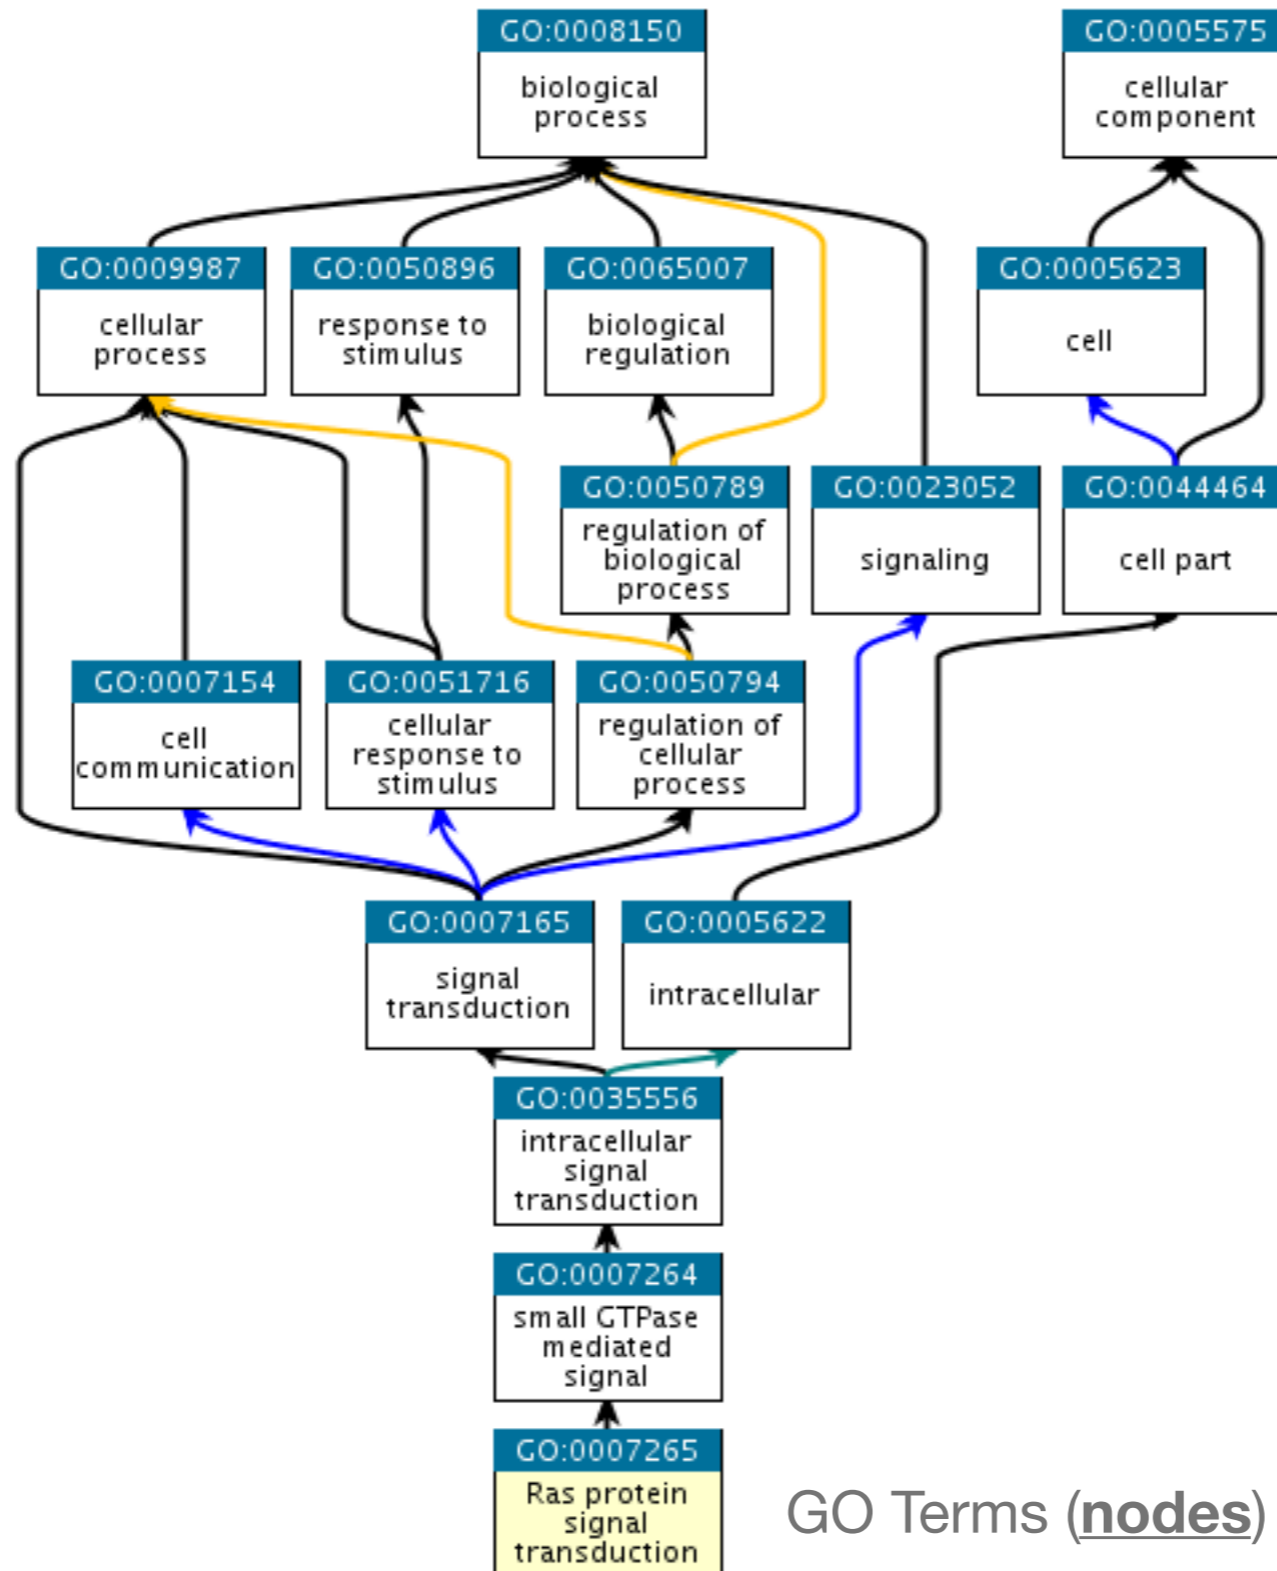 GO:0008150
biological
process
GO:0005575
cellular
component
GO:0009987
cellular
process
GO:0050896
response to
stimulus
GO:0065007
biological
regulation
GO:0005623
cell
GO:0050789
regulation of
biological
process
GO:0023052
signaling
GO:0044464
cell part
GO:0007154
cell
communication
GO:0051716
cellular
response to
stimulus
GO:0050794
regulation of
cellular
process
GO:0007165
signal
transduction
GO:0005622
intracellular
GO:0035556
intracellular
signal
transduction
GO:0007264
small GTPase
mediated
signal
GO:0007265
Ras protein
signal
transduction
GO Terms (nodes)